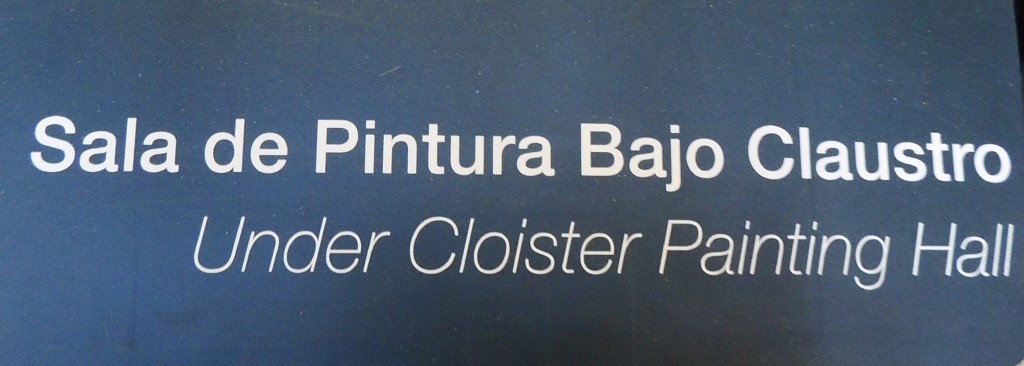 Sala de Pintura Bajo Claustro
Under Cloister Painting Hall